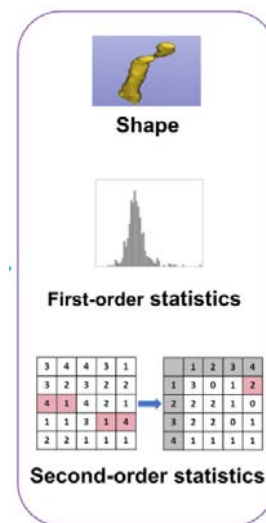 Shape
First-order statistics
3 4 4 3 1
3 2 3 2 2
4 1 4 2 1
1 1 3 1 4
2 2 1 1 1
1 2 3 4
1 3 0 1 2
2 2 2 1 0
3 2 2 0 1
4 1 1 1 1
Second-order statistics